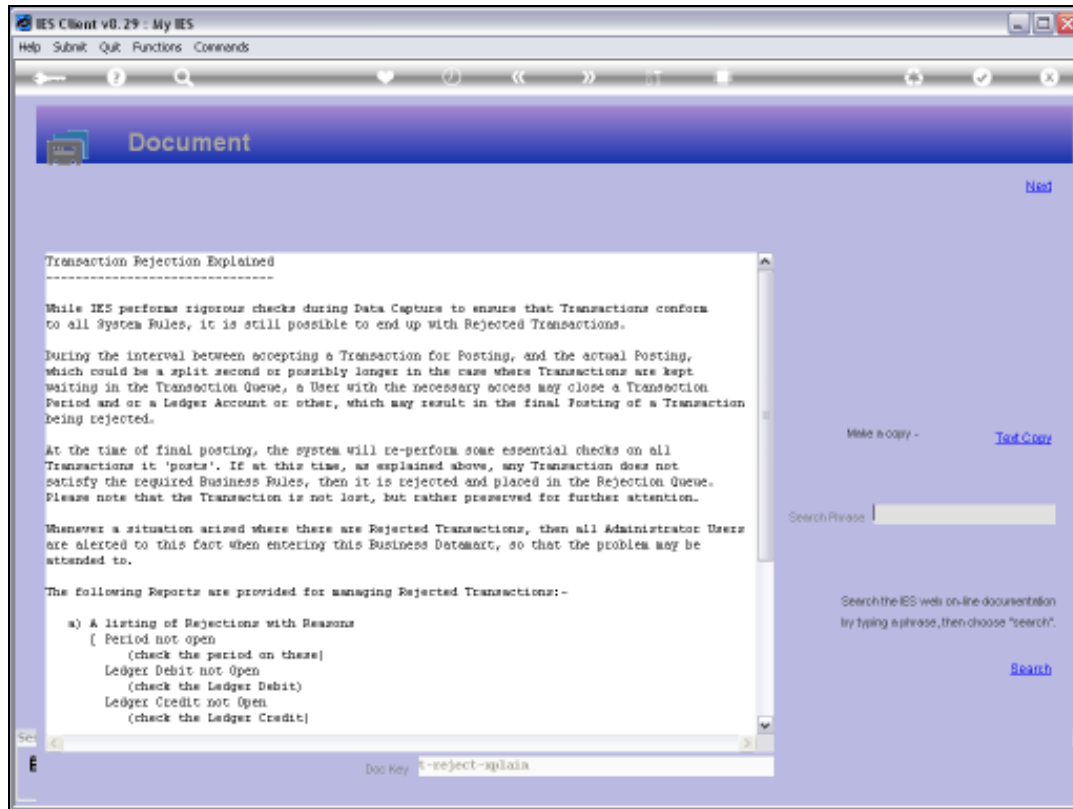 IES Client v8.29 : My IES
Help Submit Quit Functions Commands
Document
Next
Transaction Rejection Explained
-------------------------------
While IES performs rigorous checks during Data Capture to ensure that Transactions conform
to all System Rules, it is still possible to end up with Rejected Transactions.
During the interval between accepting a Transaction for Posting, and the actual Posting,
which could be a split second or possibly longer in the case where Transactions are kept
waiting in the Transaction Queue, a User with the necessary access may close a Transaction
Period and or a Ledger Account or other, which may result in the final Posting of a Transaction
being rejected.
At the time of final posting, the system will re-perform some essential checks on all
Transactions it 'posts'. If at this time, as explained above, any Transaction does not
satisfy the required Business Rules, then it is rejected and placed in the Rejection Queue.
Please note that the Transaction is not lost, but rather preserved for further attention.
Whenever a situation arised where there are Rejected Transactions, then all Administrator Users
are alerted to this fact when entering this Business Datamart, so that the problem may be
attended to.
The following Reports are provided for managing Rejected Transactions:-
a) A listing of Rejections with Reasons
( Period not open
(check the period on these)
Ledger Debit not Open
(check the Ledger Debit)
Ledger Credit not Open
(check the Ledger Credit)
Make a copy -
Text Copy
Search Phrase
Search the IES web on-line documentation
by typing a phrase, then choose "search".
Search
Doc Key t-reject-xplain